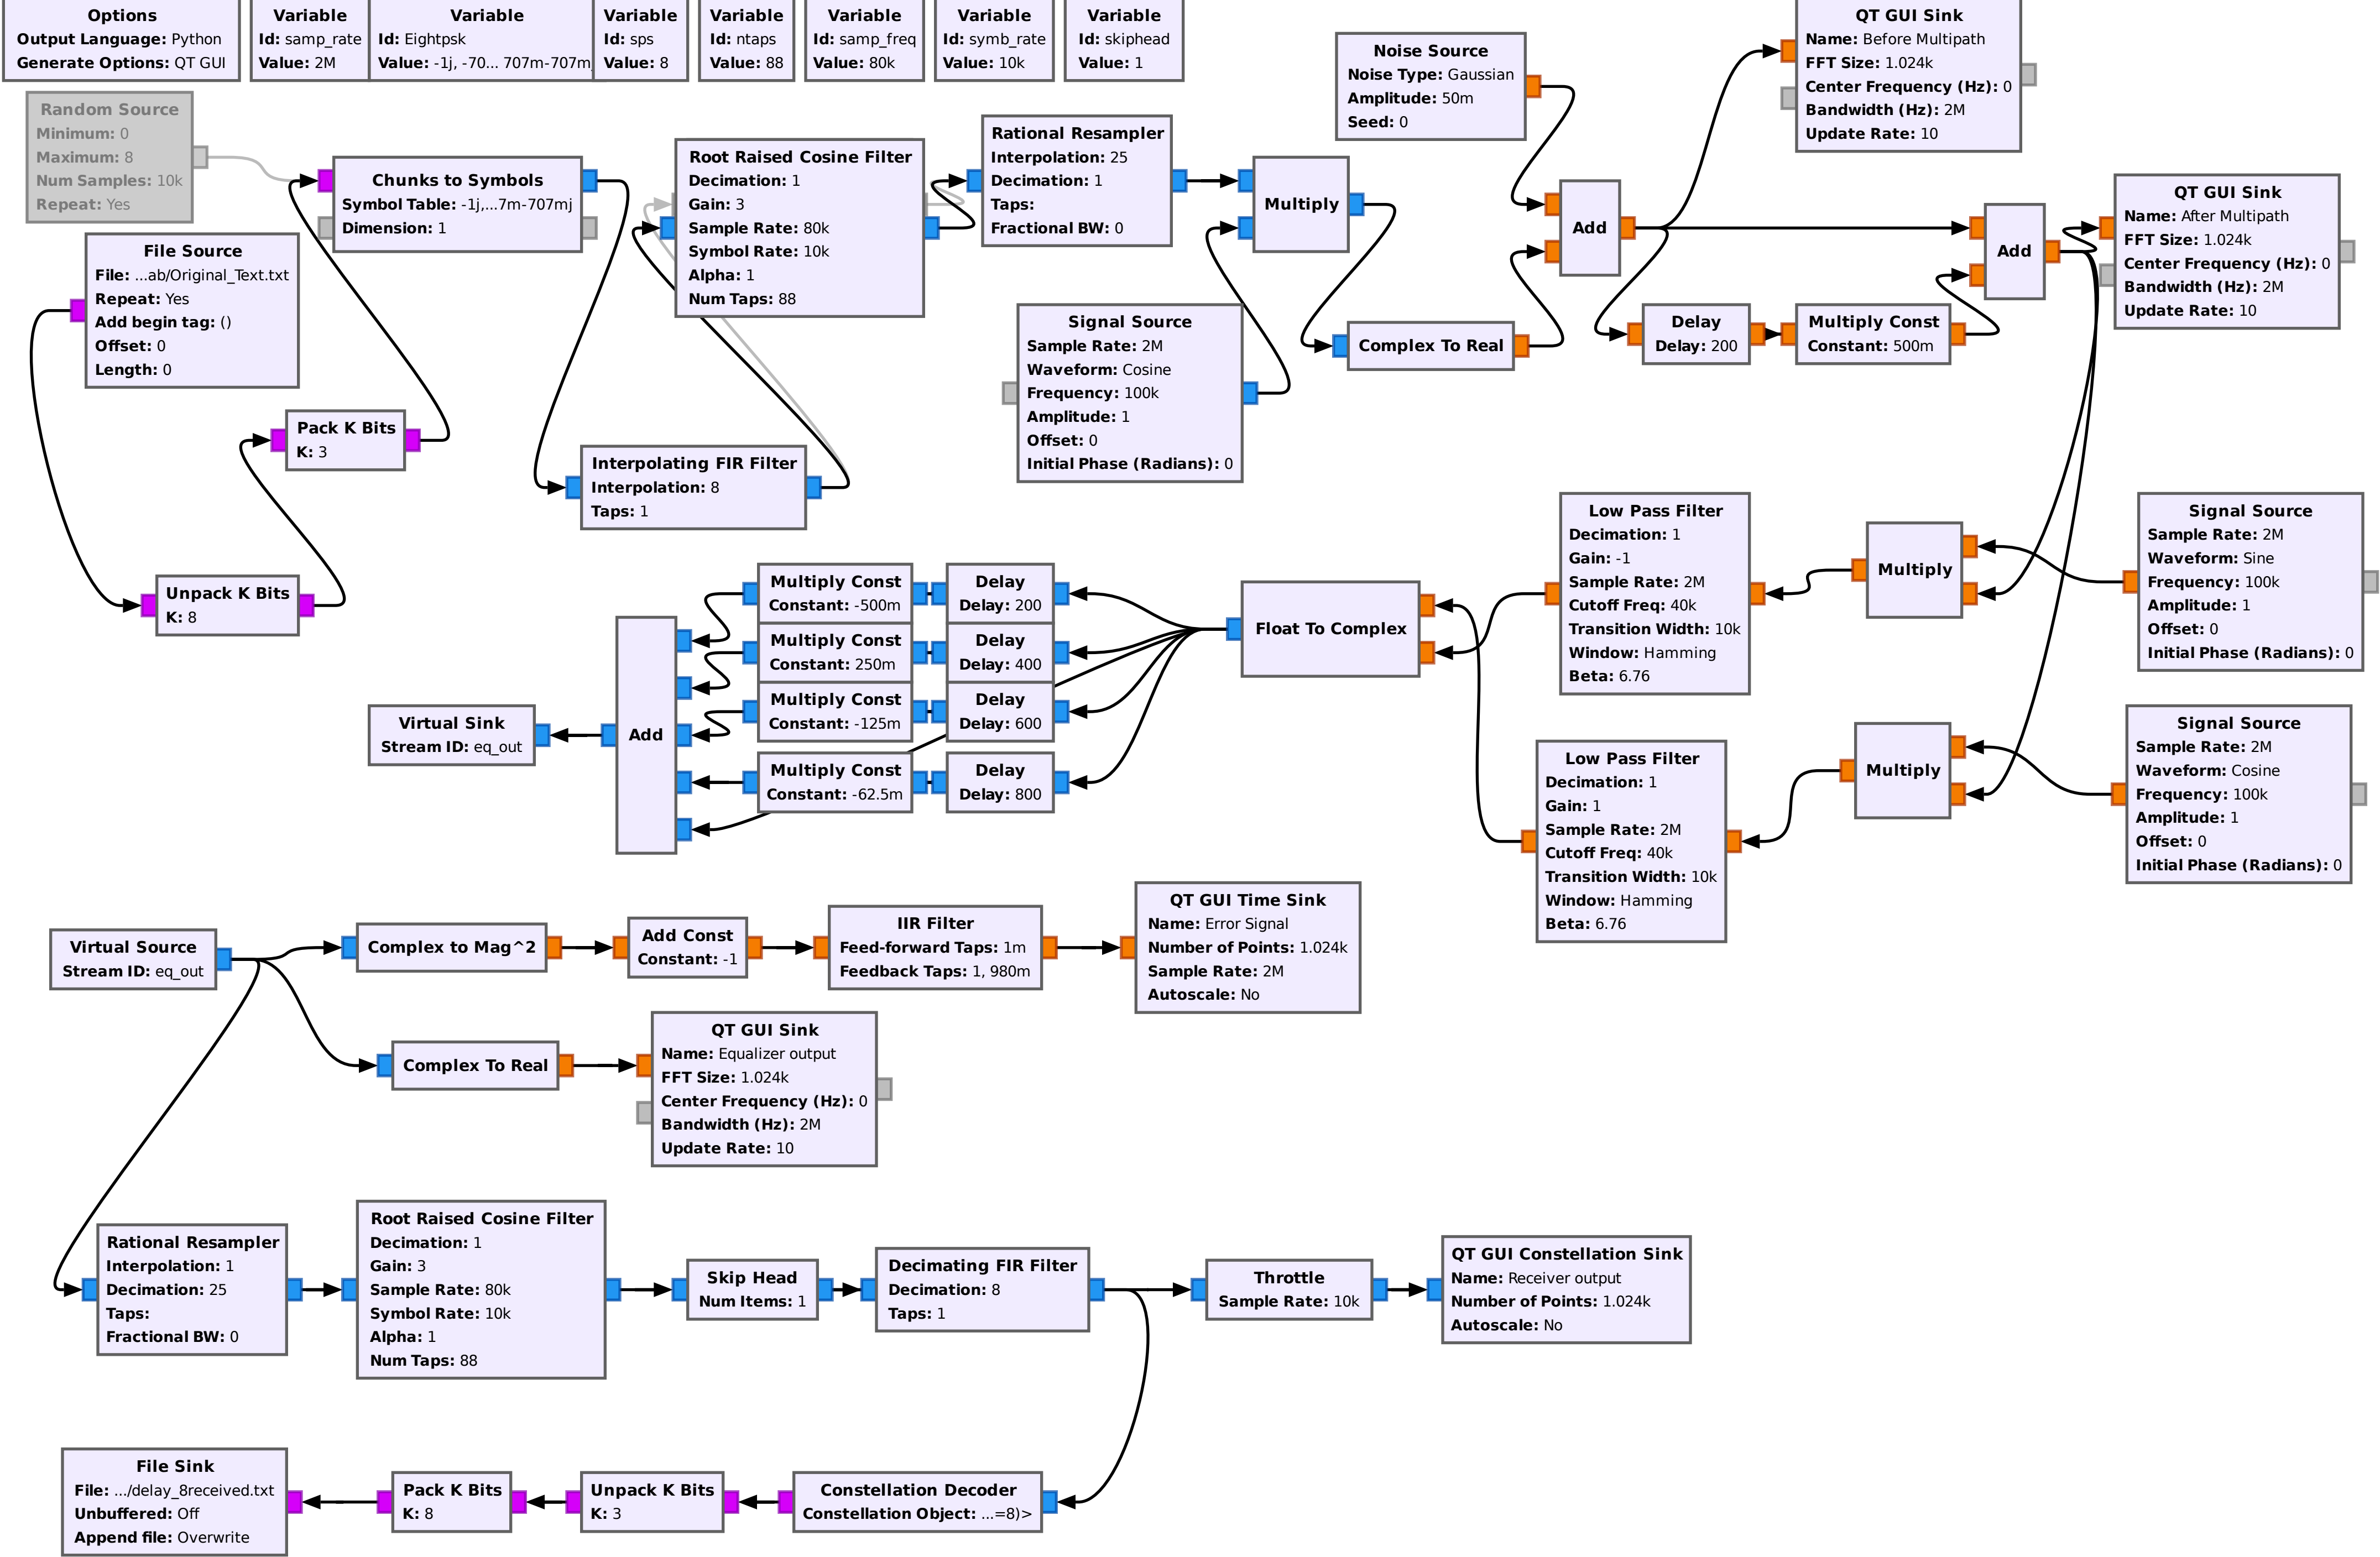 Options
Output Language: Python
Generate Options: QT GUI
Variable
Id: samp_rate
Value: 2M
Variable
Id: Eightpsk
Value: -1j, -70... 707m-707m
Variable
Id: sps
Value: 8
Variable
Id: ntaps
Value: 88
Variable
Id: samp_freq
Value: 80k
Variable
Id: symb_rate
Value: 10k
Variable
Id: skiphead
Value: 1
Random Source
Minimum: 0
Maximum: 8
Num Samples: 10k
Repeat: Yes
File Source
File: ...ab/Original_Text.txt
Repeat: Yes
Add begin tag: ()
Offset: 0
Length: 0
Chunks to Symbols
Symbol Table: -1j,...7m-707mj
Dimension: 1
Root Raised Cosine Filter
Decimation: 1
Gain: 3
Sample Rate: 80k
Symbol Rate: 10k
Alpha: 1
Num Taps: 88
Rational Resampler
Interpolation: 25
Decimation: 1
Taps:
Fractional BW: 0
Multiply
Noise Source
Noise Type: Gaussian
Amplitude: 50m
Seed: 0
Add
QT GUI Sink
Name: Before Multipath
FFT Size: 1.024k
Center Frequency (Hz): 0
Bandwidth (Hz): 2M
Update Rate: 10
Add
QT GUI Sink
Name: After Multipath
FFT Size: 1.024k
Center Frequency (Hz): 0
Bandwidth (Hz): 2M
Update Rate: 10
Signal Source
Sample Rate: 2M
Waveform: Cosine
Frequency: 100k
Amplitude: 1
Offset: 0
Initial Phase (Radians): 0
Complex To Real
Delay
Delay: 200
Multiply Const
Constant: 500m
Pack K Bits
K: 3
Interpolating FIR Filter
Interpolation: 8
Taps: 1
Unpack K Bits
K: 8
Low Pass Filter
Decimation: 1
Gain: -1
Sample Rate: 2M
Cutoff Freq: 40k
Transition Width: 10k
Window: Hamming
Beta: 6.76
Multiply
Signal Source
Sample Rate: 2M
Waveform: Sine
Frequency: 100k
Amplitude: 1
Offset: 0
Initial Phase (Radians): 0
Multiply Const
Constant: -500m
Delay
Delay: 200
Multiply Const
Constant: 250m
Delay
Delay: 400
Multiply Const
Constant: -125m
Delay
Delay: 600
Multiply Const
Constant: -62.5m
Delay
Delay: 800
Float To Complex
Virtual Sink
Stream ID: eq_out
Add
Low Pass Filter
Decimation: 1
Gain: 1
Sample Rate: 2M
Cutoff Freq: 40k
Transition Width: 10k
Window: Hamming
Beta: 6.76
Multiply
Signal Source
Sample Rate: 2M
Waveform: Cosine
Frequency: 100k
Amplitude: 1
Offset: 0
Initial Phase (Radians): 0
Virtual Source
Stream ID: eq_out
Complex to Mag^2
Add Const
Constant: -1
IIR Filter
Feed-forward Taps: 1m
Feedback Taps: 1, 980m
QT GUI Time Sink
Name: Error Signal
Number of Points: 1.024k
Sample Rate: 2M
Autoscale: No
Complex To Real
QT GUI Sink
Name: Equalizer output
FFT Size: 1.024k
Center Frequency (Hz): 0
Bandwidth (Hz): 2M
Update Rate: 10
Rational Resampler
Interpolation: 1
Decimation: 25
Taps:
Fractional BW: 0
Root Raised Cosine Filter
Decimation: 1
Gain: 3
Sample Rate: 80k
Symbol Rate: 10k
Alpha: 1
Num Taps: 88
Skip Head
Num Items: 1
Decimating FIR Filter
Decimation: 8
Taps: 1
Throttle
Sample Rate: 10k
QT GUI Constellation Sink
Name: Receiver output
Number of Points: 1.024k
Autoscale: No
File Sink
File: .../delay_8received.txt
Unbuffered: Off
Append file: Overwrite
Pack K Bits
K: 8
Unpack K Bits
K: 3
Constellation Decoder
Constellation Object: ...=8)>